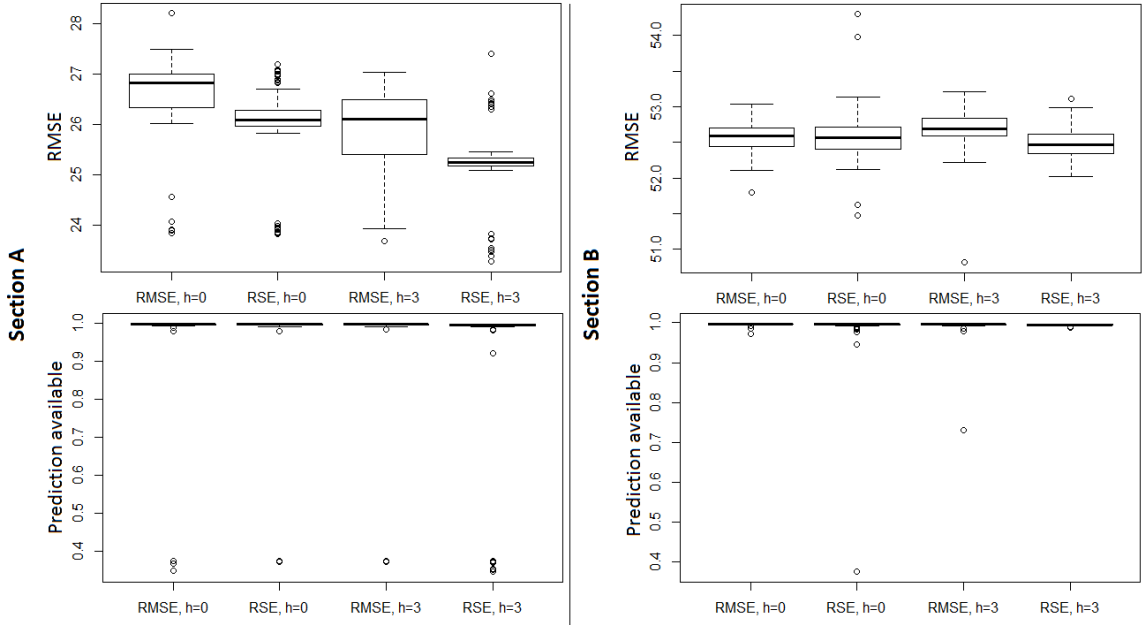 Section A
RMSE
28
27
26
25
24
RMSE, h=0 RSE, h=0 RMSE, h=3 RSE, h=3
Prediction available
1.0
0.9
0.8
0.7
0.6
0.5
0.4
RMSE, h=0 RSE, h=0 RMSE, h=3 RSE, h=3
Section B
RMSE
54.0
53.0
52.0
51.0
RMSE, h=0 RSE, h=0 RMSE, h=3 RSE, h=3
Prediction available
1.0
0.9
0.8
0.7
0.6
0.5
0.4
RMSE, h=0 RSE, h=0 RMSE, h=3 RSE, h=3